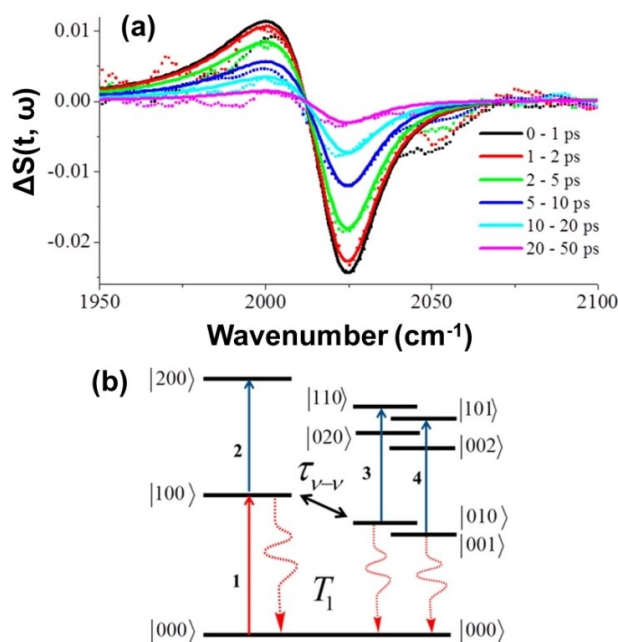 (a)
0.01
0.00
-0.01
-0.02
ΔS(t, ω)
0 - 1 ps
1 - 2 ps
2 - 5 ps
5 - 10 ps
10 - 20 ps
20 - 50 ps
1950 2000 2050 2100
Wavenumber (cm⁻¹)
(b)
|200⟩
|110⟩
|101⟩
|020⟩
|002⟩
2
3
4
τν-ν
|100⟩
|010⟩
|001⟩
1
T₁
|000⟩
|000⟩